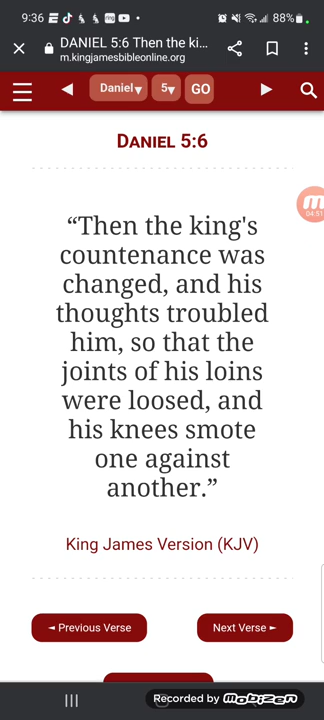 9:36
88%
DANIEL 5:6 Then the ki...
m.kingjamesbibleonline.org
Daniel
5
GO
DANIEL 5:6
04:51
“Then the king's
countenance was
changed, and his
thoughts troubled
him, so that the
joints of his loins
were loosed, and
his knees smote
one against
another.”
King James Version (KJV)
◄ Previous Verse
Next Verse ►
Recorded by mobizen